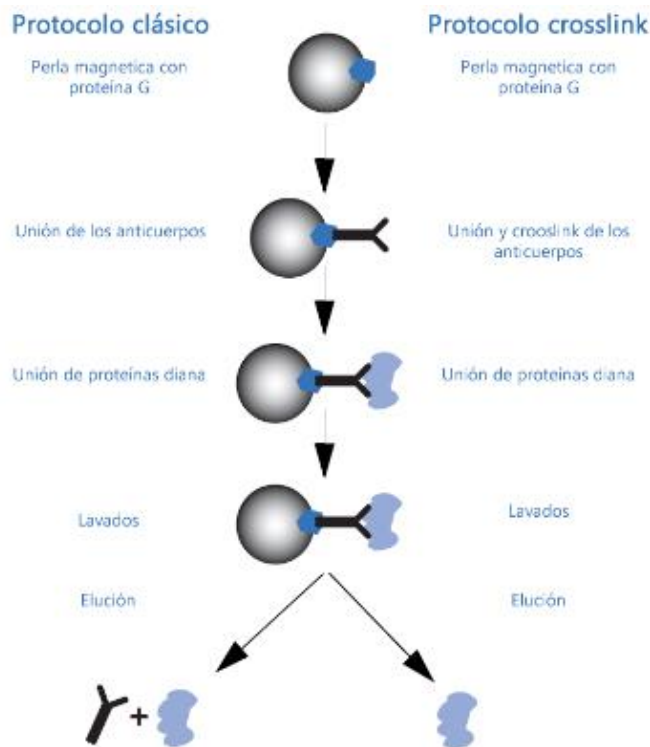 Protocolo clásico
Protocolo crosslink
Perla magnetica con
proteína G
Perla magnetica con
proteína G
Unión de los anticuerpos
Unión y crooslink de los
anticuerpos
Unión de proteínas diana
Unión de proteínas diana
Lavados
Lavados
Elución
Elución
+